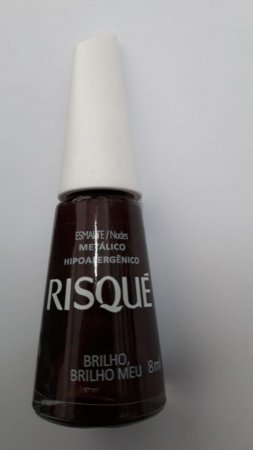 ESMALTE/Nudes
METÁLICO
HIPOALERGÊNICO
RISQUÉ
BRILHO,
BRILHO MEU 8ml